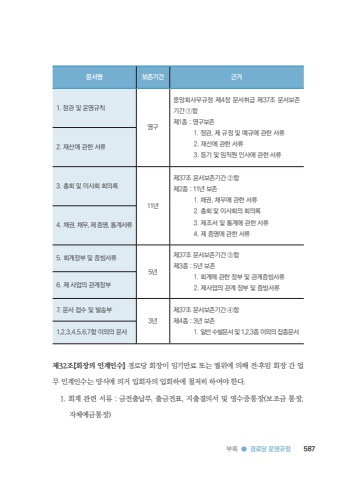 문서명 보존기간 근거
1. 정관 및 운영규칙
2. 재산에 관한 서류
영구
중앙회사무규정 제4장 문서취급 제37조 문서보존
기간 ①항
제1종 : 영구보존
1. 정관, 제 규정 및 예규에 관한 서류
2. 재산에 관한 서류
3. 등기 및 임직원 인사에 관한 서류
3. 총회 및 이사회 회의록
4. 채권, 채무, 제 증명, 통계서류
11년
제37조 문서보존기간 ②항
제2종 : 11년 보존
1. 채권, 채무에 관한 서류
2. 총회 및 이사회의 회의록
3. 제조서 및 통계에 관한 서류
4. 제 증명에 관한 서류
5. 회계장부 및 증빙서류
6. 제 사업의 관계장부
5년
제37조 문서보존기간 ③항
제3종 : 5년 보존
1. 회계에 관한 장부 및 관계증빙서류
2. 제사업의 관계 장부 및 증빙서류
7. 문서 접수 및 발송부
1,2,3,4,5,6,7항 이외의 문서
3년
제37조 문서보존기간 ④항
제4종 : 3년 보존
1. 일반 수발문서 및 1,2,3종 이외의 잡종문서
제32조【회장의 인계인수】 경로당 회장이 임기만료 또는 별위에 의해 전·후임 회장 간 업
무 인계인수는 양식에 의거 입회자의 입회하에 철저히 하여야 한다.
1. 회계 관련 서류 : 금전출납부, 출금전표, 지출결의서 및 영수증통장(보조금 통장,
자체예금통장)
부록 ● 경로당 운영규정 587